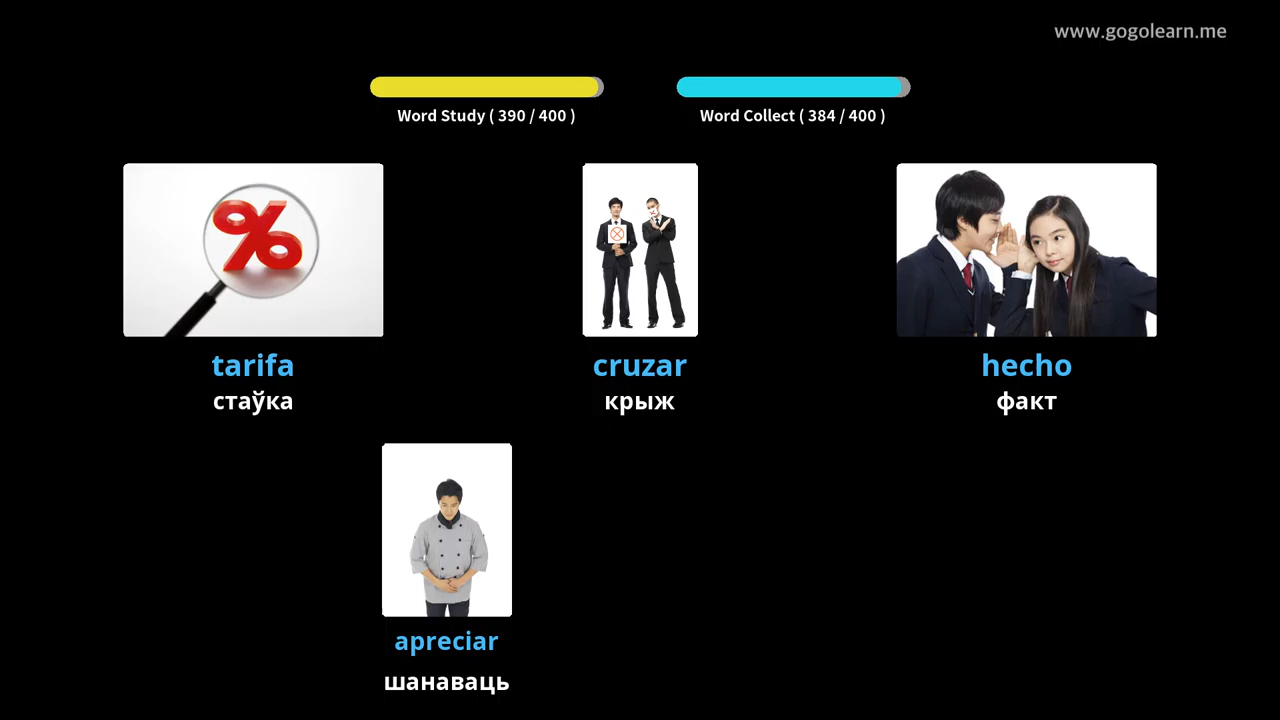 www.gogolearn.me
Word Study ( 390 / 400 )
Word Collect ( 384 / 400 )
%
tarifa
стаўка
cruzar
крыж
hecho
факт
apreciar
шанаваць